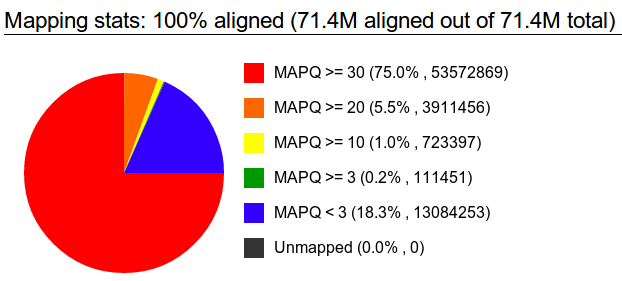 Mapping stats: 100% aligned (71.4M aligned out of 71.4M total)
MAPQ >= 30 (75.0% , 53572869)
MAPQ >= 20 (5.5% , 3911456)
MAPQ >= 10 (1.0% , 723397)
MAPQ >= 3 (0.2% , 111451)
MAPQ < 3 (18.3% , 13084253)
Unmapped (0.0% , 0)